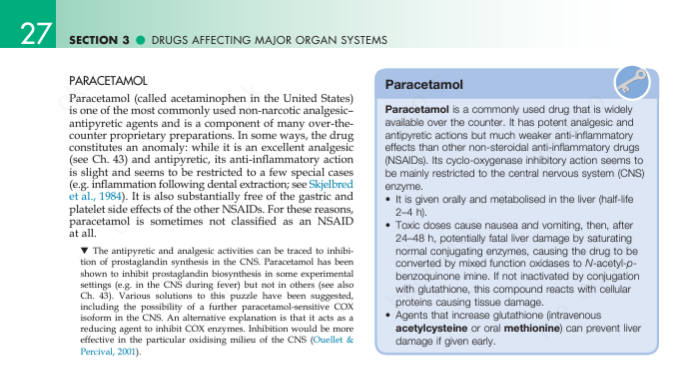 27
SECTION 3 ● DRUGS AFFECTING MAJOR ORGAN SYSTEMS
PARACETAMOL
Paracetamol (called acetaminophen in the United States)
is one of the most commonly used non-narcotic analgesic–
antipyretic agents and is a component of many over-the-
counter proprietary preparations. In some ways, the drug
constitutes an anomaly: while it is an excellent analgesic
(see Ch. 43) and antipyretic, its anti-inflammatory action
is slight and seems to be restricted to a few special cases
(e.g. inflammation following dental extraction; see Skjelbred
et al., 1984). It is also substantially free of the gastric and
platelet side effects of the other NSAIDs. For these reasons,
paracetamol is sometimes not classified as an NSAID
at all.
▼ The antipyretic and analgesic activities can be traced to inhibi-
tion of prostaglandin synthesis in the CNS. Paracetamol has been
shown to inhibit prostaglandin biosynthesis in some experimental
settings (e.g. in the CNS during fever) but not in others (see also
Ch. 43). Various solutions to this puzzle have been suggested,
including the possibility of a further paracetamol-sensitive COX
isoform in the CNS. An alternative explanation is that it acts as a
reducing agent to inhibit COX enzymes. Inhibition would be more
effective in the particular oxidising milieu of the CNS (Ouellet &
Percival, 2001).
Paracetamol
Paracetamol is a commonly used drug that is widely
available over the counter. It has potent analgesic and
antipyretic actions but much weaker anti-inflammatory
effects than other non-steroidal anti-inflammatory drugs
(NSAIDs). Its cyclo-oxygenase inhibitory action seems to
be mainly restricted to the central nervous system (CNS)
enzyme.
• It is given orally and metabolised in the liver (half-life
2–4 h).
• Toxic doses cause nausea and vomiting, then, after
24–48 h, potentially fatal liver damage by saturating
normal conjugating enzymes, causing the drug to be
converted by mixed function oxidases to N-acetyl-p-
benzoquinone imine. If not inactivated by conjugation
with glutathione, this compound reacts with cellular
proteins causing tissue damage.
• Agents that increase glutathione (intravenous
acetylcysteine or oral methionine) can prevent liver
damage if given early.